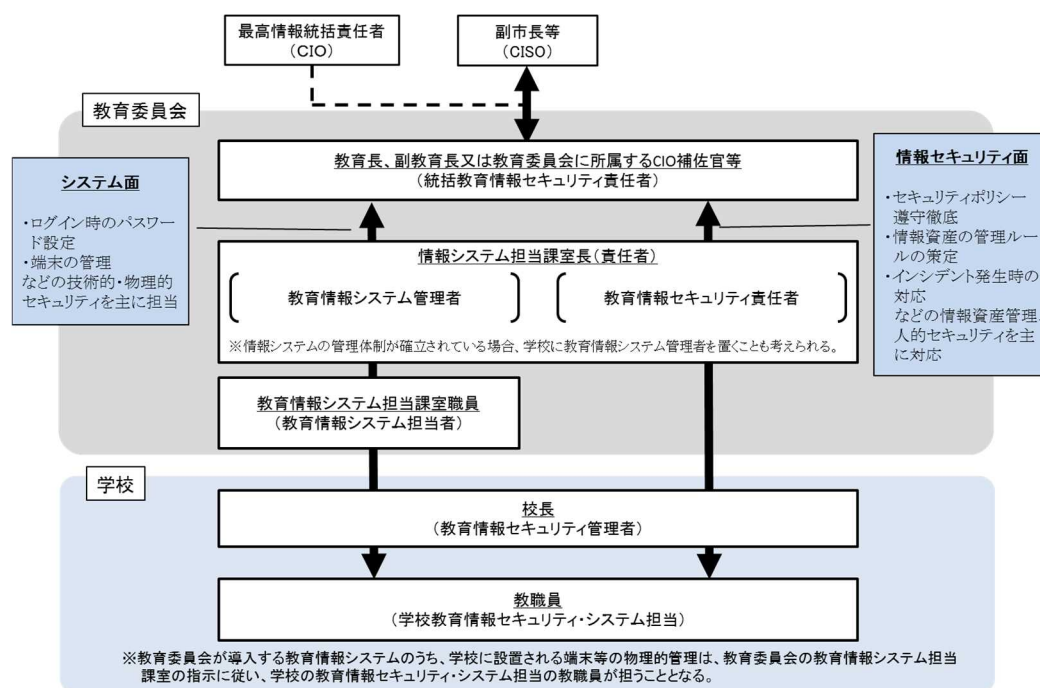 最高情報統括責任者
（CIO）
副市長等
（CISO）
教育委員会
教育長、副教育長又は教育委員会に所属するCIO補佐官等
（統括教育情報セキュリティ責任者）
システム面
・ログイン時のパスワー
ド設定
・端末の管理
などの技術的・物理的
セキュリティを主に担当
情報セキュリティ面
・セキュリティポリシー
遵守徹底
・情報資産の管理ルー
ルの策定
・インシデント発生時の
対応
などの情報資産管理、
人的セキュリティを主
に対応
情報システム担当課室長（責任者）
教育情報システム管理者
教育情報セキュリティ責任者
※情報システムの管理体制が確立されている場合、学校に教育情報システム管理者を置くことも考えられる。
教育情報システム担当課室職員
（教育情報システム担当者）
学校
校長
（教育情報セキュリティ管理者）
教職員
（学校教育情報セキュリティ・システム担当）
※教育委員会が導入する教育情報システムのうち、学校に設置される端末等の物理的管理は、教育委員会の教育情報システム担当
課室の指示に従い、学校の教育情報セキュリティ・システム担当の教職員が担うこととなる。